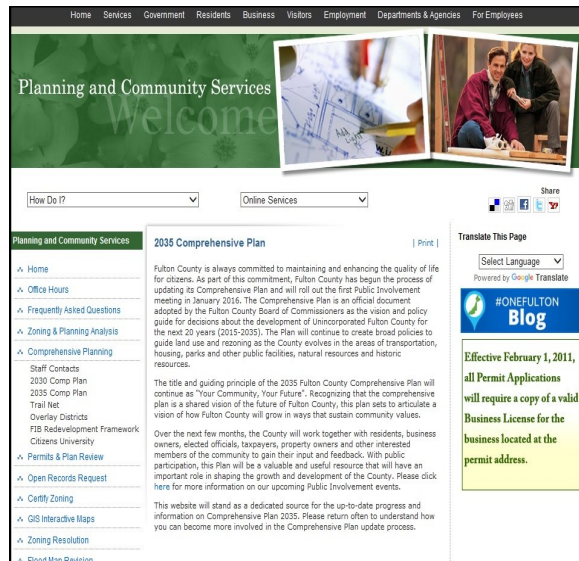 Home Services Government Residents Business Visitors Employment Departments & Agencies For Employees
Planning and Community Services
Welcome
How Do I?
Online Services
Share
Planning and Community Services
Home
Office Hours
Frequently Asked Questions
Zoning & Planning Analysis
Comprehensive Planning
Staff Contacts
2030 Comp Plan
2035 Comp Plan
Trail Net
Overlay Districts
FIB Redevelopment Framework
Citizens University
Permits & Plan Review
Open Records Request
Certify Zoning
GIS Interactive Maps
Zoning Resolution
Flood Map Revision
2035 Comprehensive Plan | Print |
Fulton County is always committed to maintaining and enhancing the quality of life
for citizens. As part of this commitment, Fulton County has begun the process of
updating its Comprehensive Plan and will roll out the first Public Involvement
meeting in January 2016. The Comprehensive Plan is an official document
adopted by the Fulton County Board of Commissioners as the vision and policy
guide for decisions about the development of Unincorporated Fulton County for
the next 20 years (2015-2035). The Plan will continue to create broad policies to
guide land use and rezoning as the County evolves in the areas of transportation,
housing, parks and other public facilities, natural resources and historic
resources.
The title and guiding principle of the 2035 Fulton County Comprehensive Plan will
continue as "Your Community, Your Future". Recognizing that the comprehensive
plan is a shared vision of the future of Fulton County, this plan sets to articulate a
vision of how Fulton County will grow in ways that sustain community values.
Over the next few months, the County will work together with residents, business
owners, elected officials, taxpayers, property owners and other interested
members of the community to gain their input and feedback. With public
participation, this Plan will be a valuable and useful resource that will have an
important role in shaping the growth and development of the County. Please click
here for more information on our upcoming Public Involvement events.
This website will stand as a dedicated source for the up-to-date progress and
information on Comprehensive Plan 2035. Please return often to understand how
you can become more involved in the Comprehensive Plan update process.
Translate This Page
Select Language
Powered by Google Translate
#ONEFULTON
Blog
Effective February 1, 2011,
all Permit Applications
will require a copy of a valid
Business License for the
business located at the
permit address.